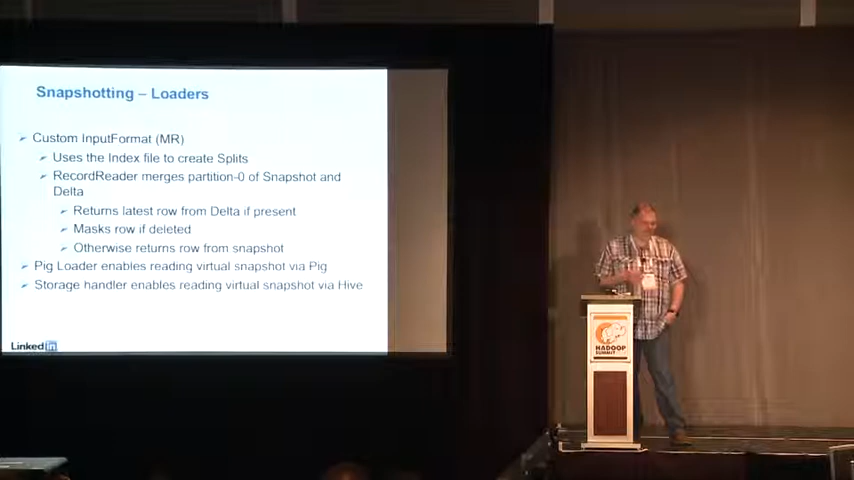 Snapshotting – Loaders
Custom InputFormat (MR)
Uses the Index file to create Splits
RecordReader merges partition-0 of Snapshot and
Delta
Returns latest row from Delta if present
Masks row if deleted
Otherwise returns row from snapshot
Pig Loader enables reading virtual snapshot via Pig
Storage handler enables reading virtual snapshot via Hive
Linked in
HADOOP
SUMMIT